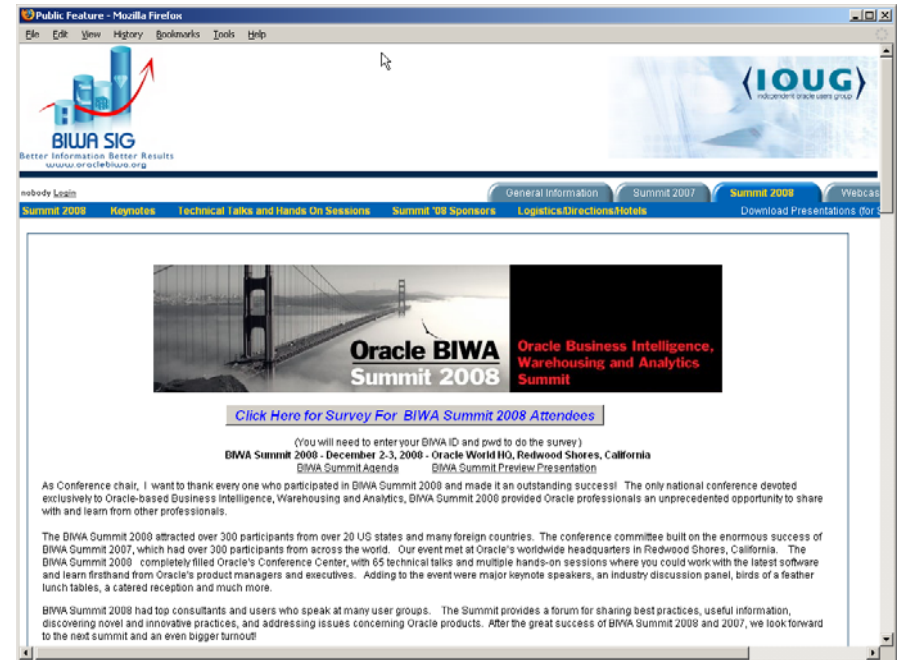 Public Feature - Mozilla Firefox
File Edit View History Bookmarks Tools Help
BIWA SIG
Better Information Better Results
www.oraclebiwa.org
IOUG
independent oracle users group
nobody Login
General Information Summit 2007 Summit 2008 Webcas
Summit 2008 Keynotes Technical Talks and Hands On Sessions Summit '08 Sponsors Logistics/Directions/Hotels Download Presentations (for S
Oracle BIWA
Summit 2008
Oracle Business Intelligence,
Warehousing and Analytics
Summit
Click Here for Survey For BIWA Summit 2008 Attendees
(You will need to enter your BIWA ID and pwd to do the survey)
BIWA Summit 2008 - December 2-3, 2008 - Oracle World HQ, Redwood Shores, California
BIWA Summit Agenda BIWA Summit Preview Presentation
As Conference chair, I want to thank every one who participated in BIWA Summit 2008 and made it an outstanding success! The only national conference devoted
exclusively to Oracle-based Business Intelligence, Warehousing and Analytics, BIWA Summit 2008 provided Oracle professionals an unprecedented opportunity to share
with and learn from other professionals.
The BIWA Summit 2008 attracted over 300 participants from over 20 US states and many foreign countries. The conference committee built on the enormous success of
BIWA Summit 2007, which had over 300 participants from across the world. Our event met at Oracle's worldwide headquarters in Redwood Shores, California. The
BIWA Summit 2008 completely filled Oracle's Conference Center, with 65 technical talks and multiple hands-on sessions where you could work with the latest software
and learn firsthand from Oracle's product managers and executives. Adding to the event were major keynote speakers, an industry discussion panel, birds of a feather
lunch tables, a catered reception and much more.
BIWA Summit 2008 had top consultants and users who speak at many user groups. The Summit provides a forum for sharing best practices, useful information,
discovering novel and innovative practices, and addressing issues concerning Oracle products. After the great success of BIWA Summit 2008 and 2007, we look forward
to the next summit and an even bigger turnout!